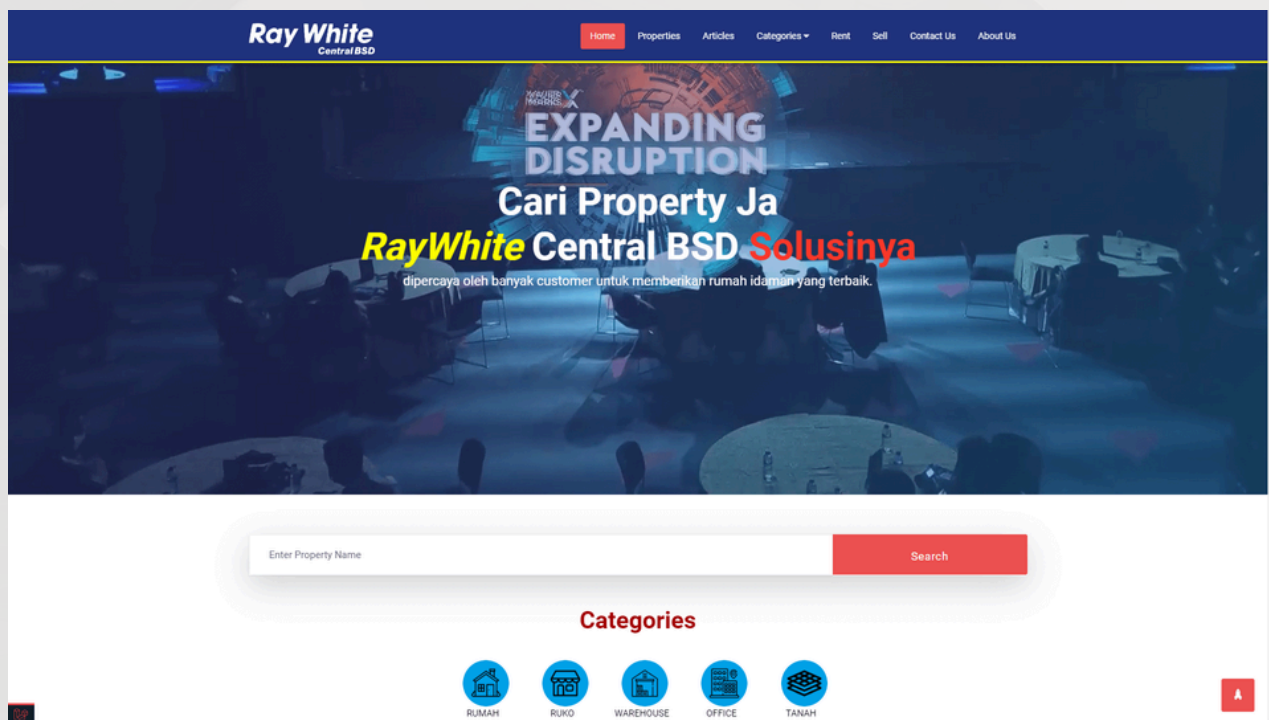 Ray White
Central BSD
Home Properties Articles Categories Rent Sell Contact Us About Us
EXPANDING
DISRUPTION
Cari Property Ja
RayWhite Central BSD Solusinya
dipercaya oleh banyak customer untuk memberikan rumah idaman yang terbaik.
Enter Property Name
Search
Categories
RUMAH RUKO WAREHOUSE OFFICE TANAH